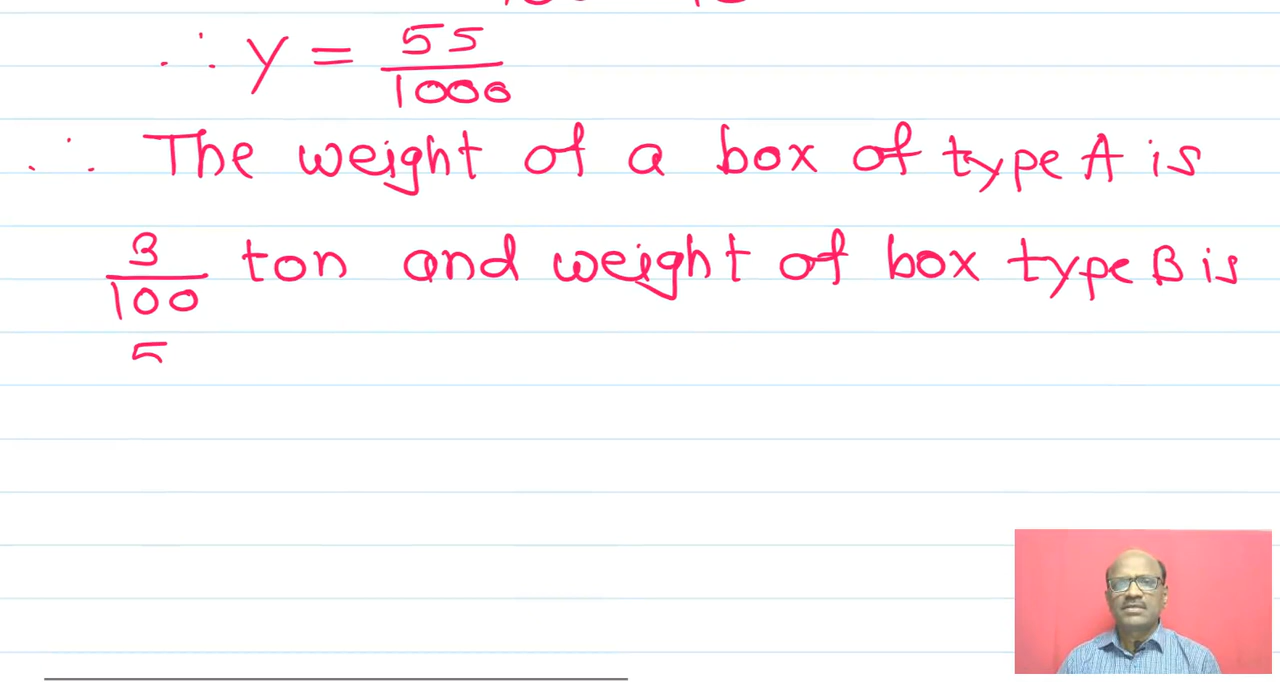 ∴ y = 55/1000
∴ The weight of a box of type A is
3/100 ton and weight of box type B is
5